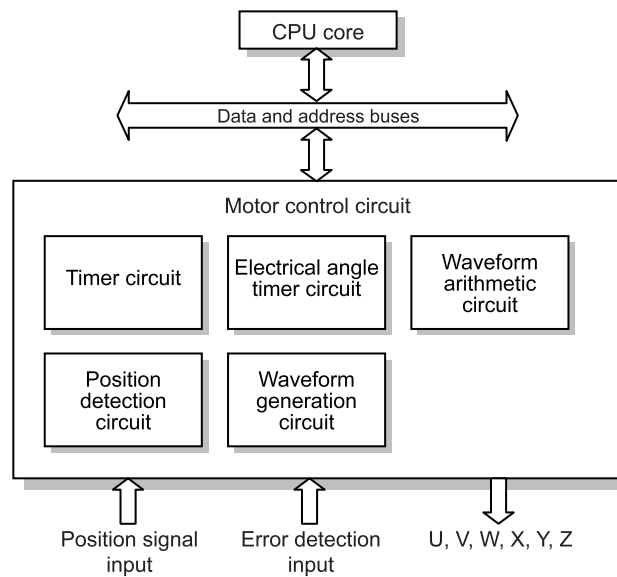 CPU core
Data and address buses
Motor control circuit
Timer circuit
Electrical angle
timer circuit
Waveform
arithmetic
circuit
Position
detection
circuit
Waveform
generation
circuit
Position signal
input
Error detection
input
U, V, W, X, Y, Z